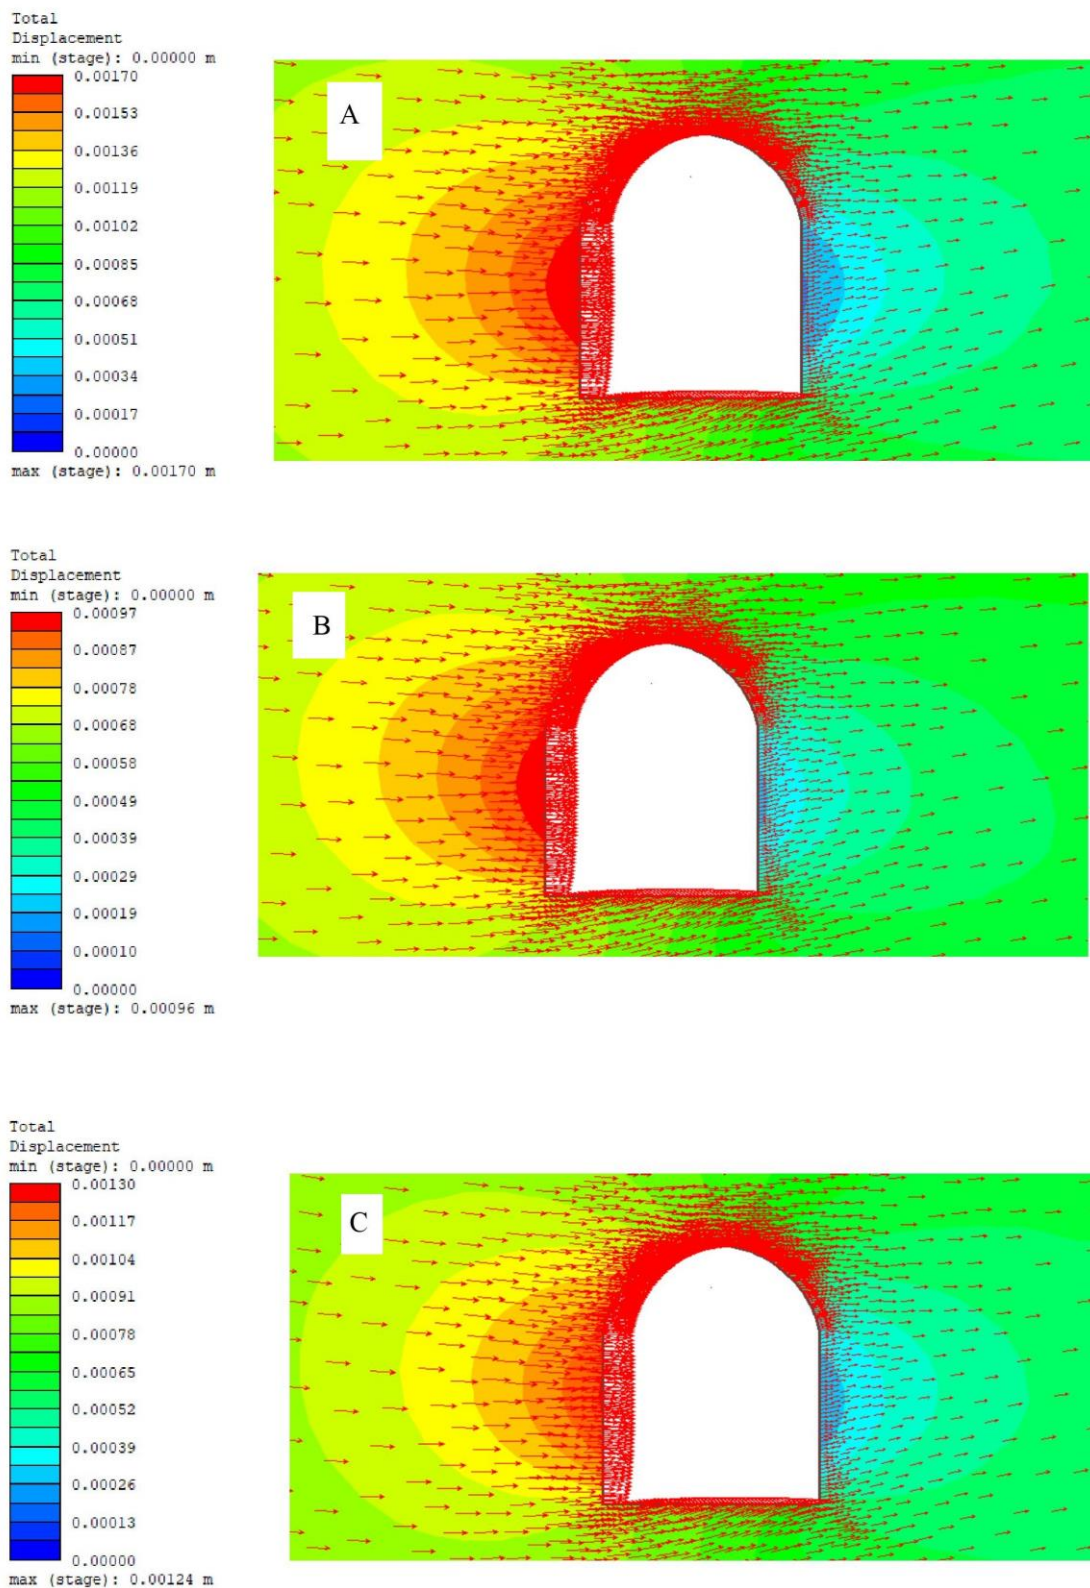 Total
Displacement
min (stage): 0.00000 m
0.00170
0.00153
0.00136
0.00119
0.00102
0.00085
0.00068
0.00051
0.00034
0.00017
0.00000
max (stage): 0.00170 m
A
Total
Displacement
min (stage): 0.00000 m
0.00097
0.00087
0.00078
0.00068
0.00058
0.00049
0.00039
0.00029
0.00019
0.00010
0.00000
max (stage): 0.00096 m
B
Total
Displacement
min (stage): 0.00000 m
0.00130
0.00117
0.00104
0.00091
0.00078
0.00065
0.00052
0.00039
0.00026
0.00013
0.00000
max (stage): 0.00124 m
C